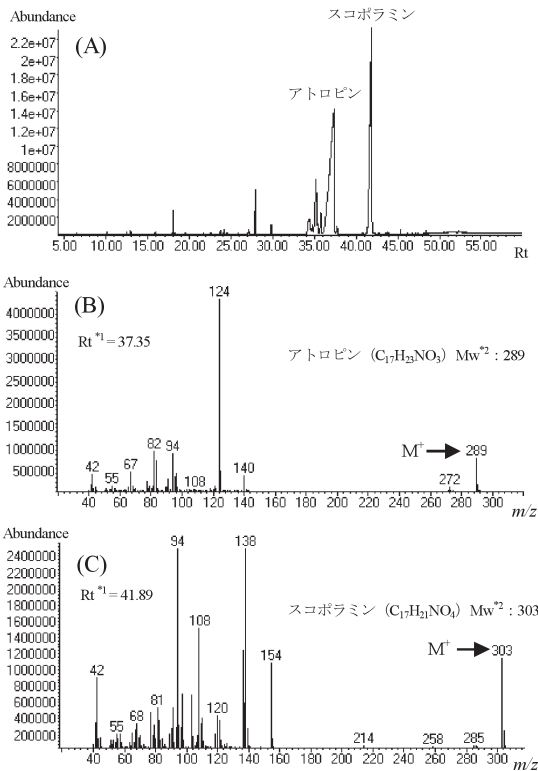 Abundance
(A)
スコポラミン
アトロピン
2.2e+07
2e+07
1.8e+07
1.6e+07
1.4e+07
1.2e+07
1e+07
8000000
6000000
4000000
2000000
0
5.00 10.00 15.00 20.00 25.00 30.00 35.00 40.00 45.00 50.00 55.00
Rt
Abundance
(B)
Rt *1 = 37.35
アトロピン（C17H23NO3）Mw*2：289
4000000
3500000
3000000
2500000
2000000
1500000
1000000
500000
42
55
67
82
94
108
124
140
272
M+
289
0 20 40 60 80 100 120 140 160 180 200 220 240 260 280 300
m/z
Abundance
(C)
Rt *1 = 41.89
スコポラミン（C17H21NO4）Mw*2：303
2400000
2200000
2000000
1800000
1600000
1400000
1200000
1000000
800000
600000
400000
200000
42
55
68
81
94
108
120
138
154
214
258
285
M+
303
0 40 60 80 100 120 140 160 180 200 220 240 260 280 300
m/z